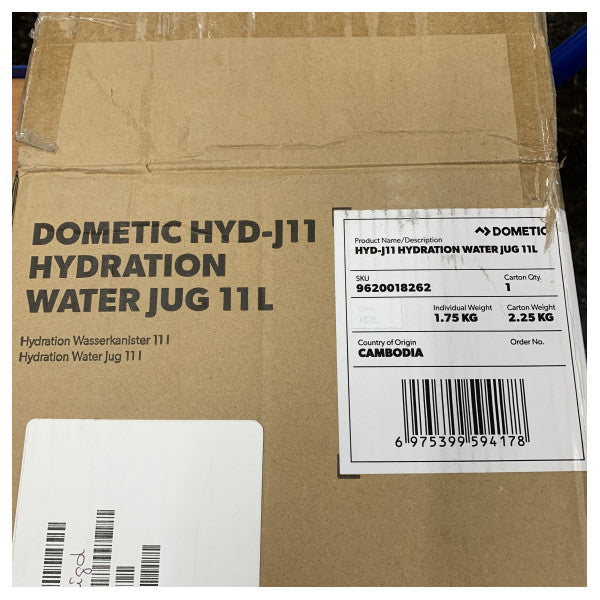 DOMETIC HYD-J11
HYDRATION
WATER JUG 11 L
Hydration Wasserkanister 11 l
Hydration Water Jug 11 l
DOMETIC
Product Name/Description
HYD-J11 HYDRATION WATER JUG 11L
SKU
9620018262
Carton Qty.
1
Color
ICE
Individual Weight
1.75 KG
Carton Weight
2.25 KG
Country of Origin
CAMBODIA
Order No.
6 975399 594178